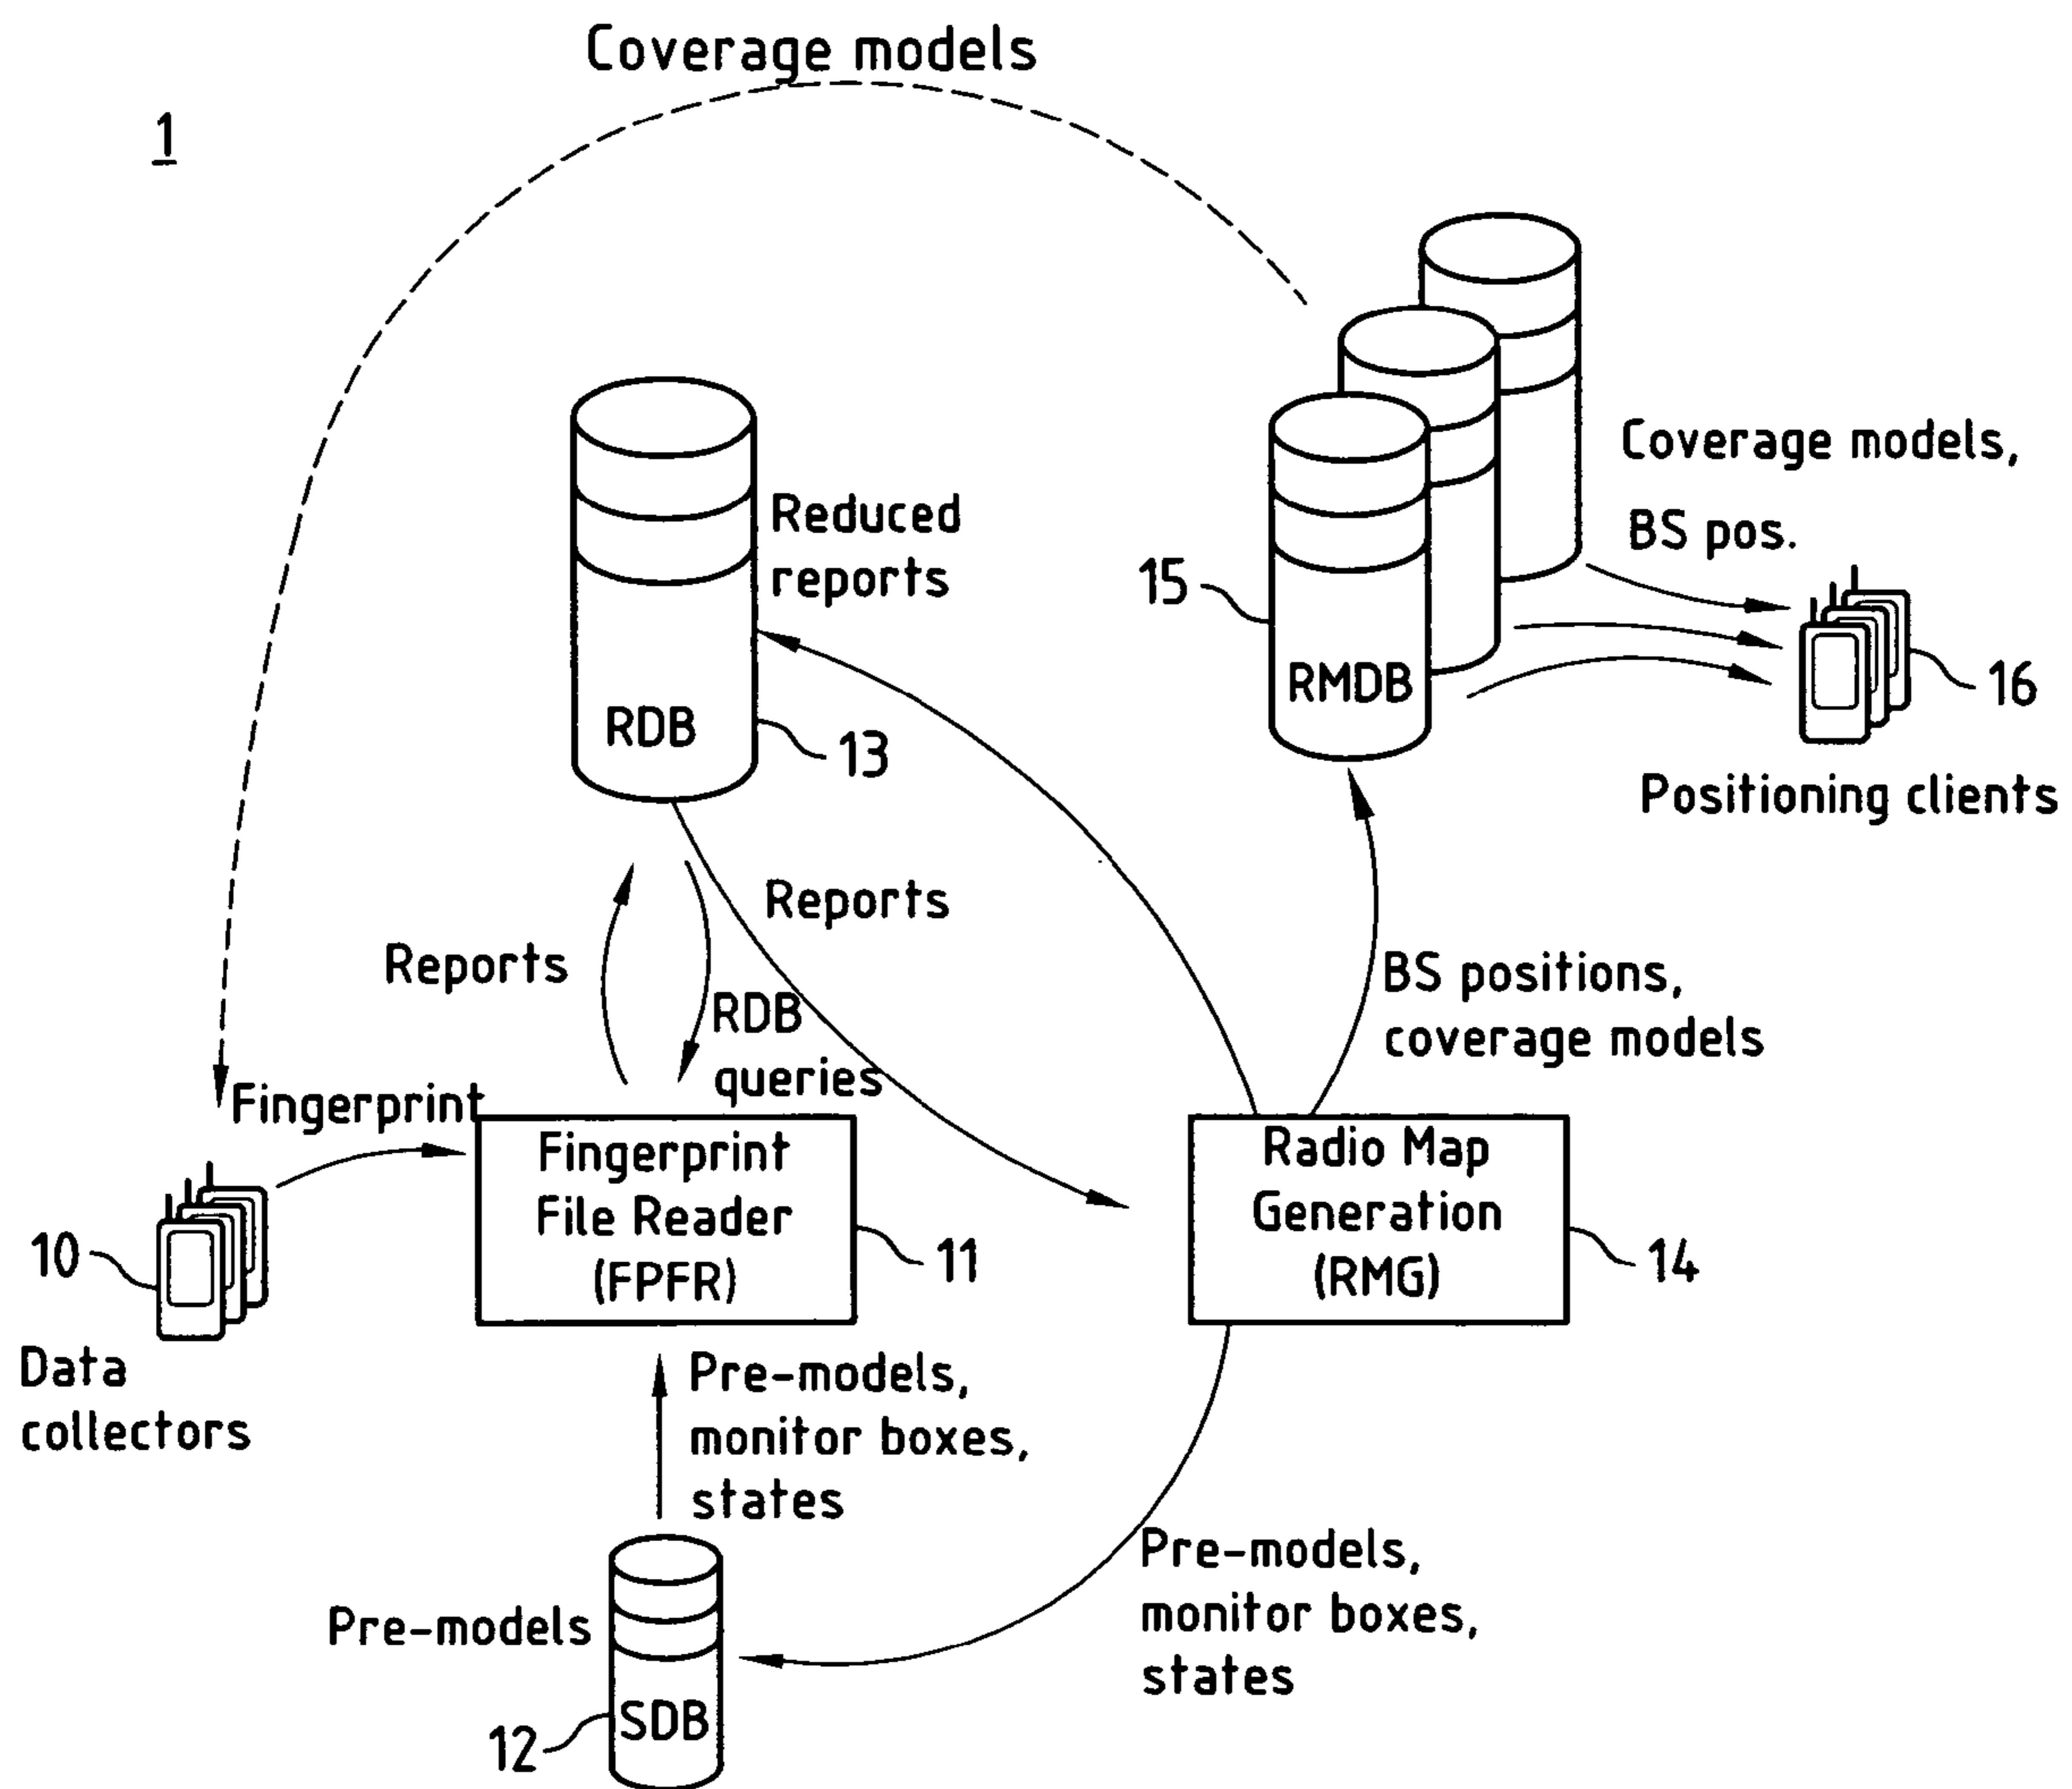 Coverage models
1
Reduced
reports
RDB
13
15
RMDB
Coverage models,
BS pos.
16
Positioning clients
Reports
Reports
RDB
queries
BS positions,
coverage models
Fingerprint
10
Data
collectors
Fingerprint
File Reader
(FPFR)
11
Radio Map
Generation
(RMG)
14
Pre-models,
monitor boxes,
states
Pre-models
12
SDB
Pre-models,
monitor boxes,
states